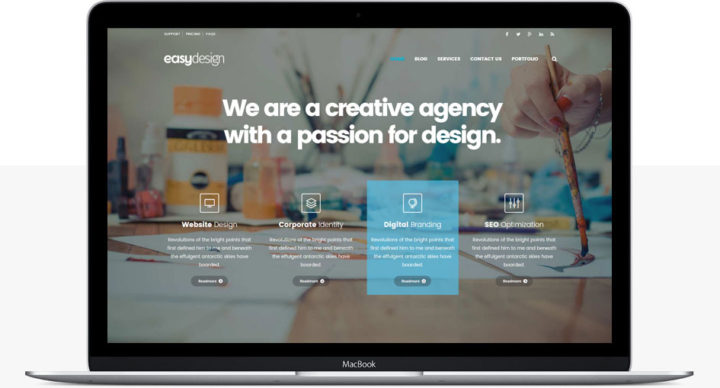 SUPPORT PRICING FAQS
easydesign
BLOG SERVICES CONTACT US PORTFOLIO
We are a creative agency
with a passion for design.
Website Design
Revolutions of the bright points that
first defined him to me and beneath
the effulgent antarctic skies have
boarded.
Readmore
Corporate Identity
Revolutions of the bright points that
first defined him to me and beneath
the effulgent antarctic skies have
boarded.
Readmore
Digital Branding
Revolutions of the bright points that
first defined him to me and beneath
the effulgent antarctic skies have
boarded.
Readmore
SEO Optimization
Revolutions of the bright points that
first defined him to me and beneath
the effulgent antarctic skies have
boarded.
Readmore
MacBook